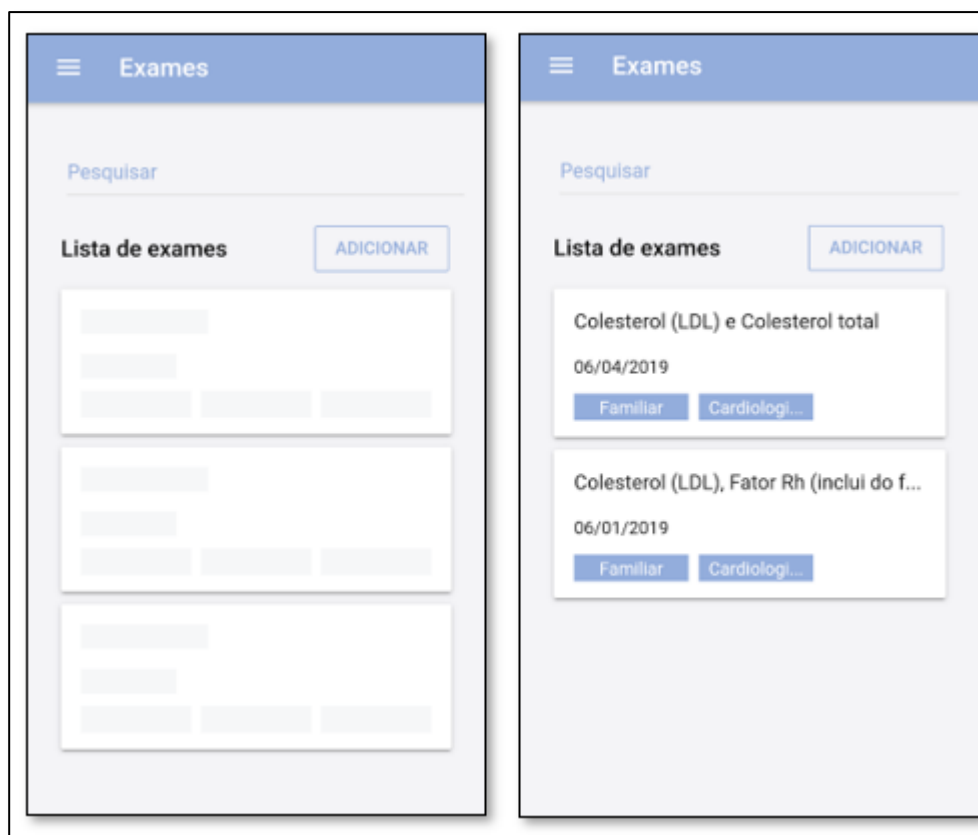 Exames
Pesquisar
Lista de exames
ADICIONAR
Exames
Pesquisar
Lista de exames
ADICIONAR
Colesterol (LDL) e Colesterol total
06/04/2019
Familiar
Cardiologi...
Colesterol (LDL), Fator Rh (inclui do f...
06/01/2019
Familiar
Cardiologi...